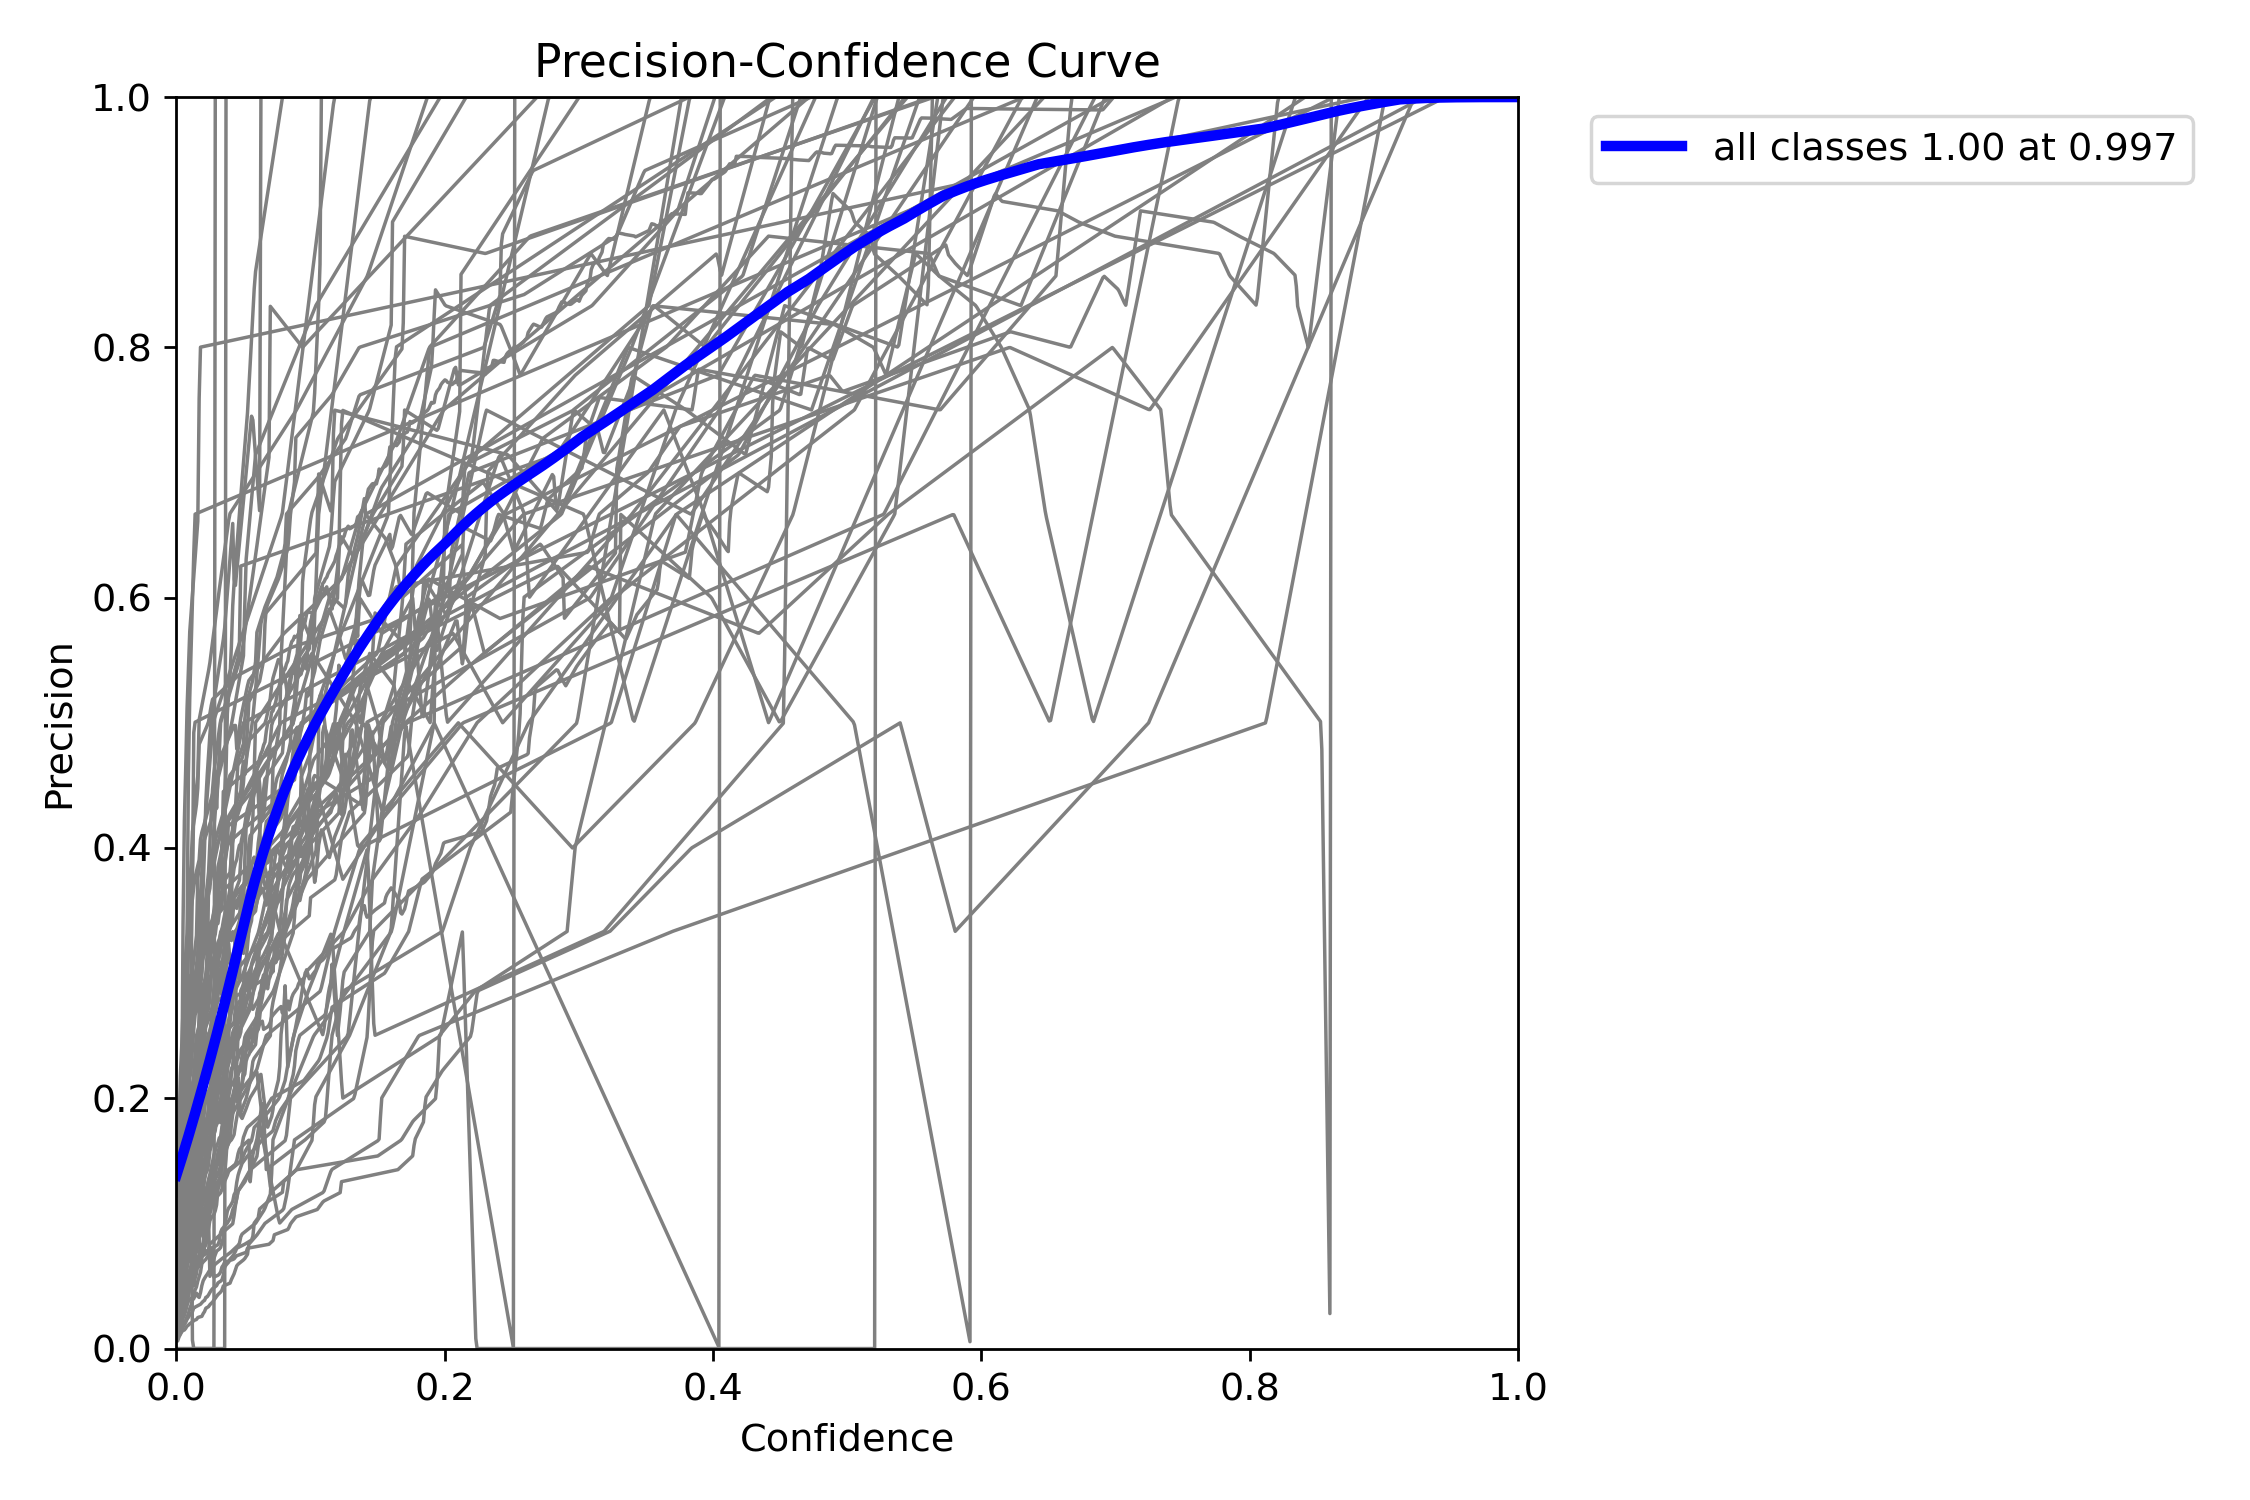 Precision-Confidence Curve
1.0
0.8
0.6
0.4
0.2
0.0
Precision
0.0 0.2 0.4 0.6 0.8 1.0
Confidence
all classes 1.00 at 0.997